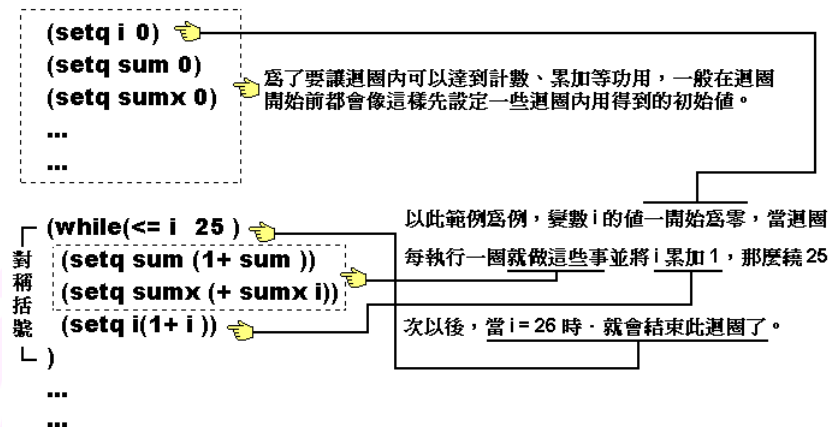 (setq i 0)
(setq sum 0)
(setq sumx 0)
...
...
為了要讓迴圈內可以達到計數、累加等功用，一般在迴圈
開始前都會像這樣先設定一些迴圈內用得到的初始值。
對稱括號
(while(<= i 25 )
(setq sum (1+ sum ))
(setq sumx (+ sumx i))
(setq i(1+ i ))
)
...
...
以此範例為例，變數 i 的值一開始為零，當迴圈
每執行一圈就做這些事並將 i 累加 1，那麼繞 25
次以後，當 i = 26 時．就會結束此迴圈了。